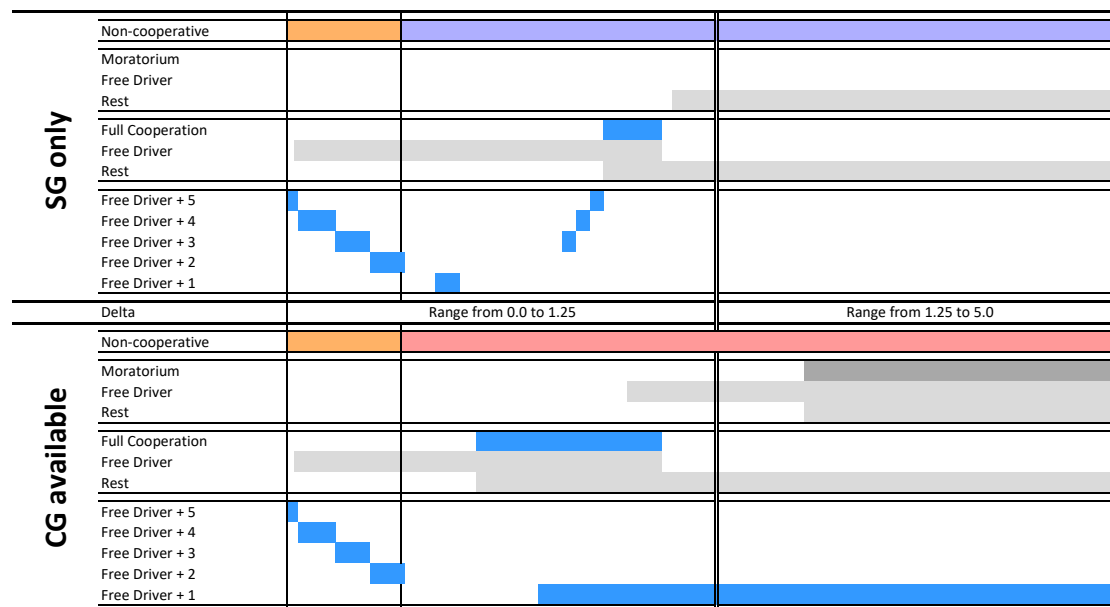 SG only
Non-cooperative
Moratorium
Free Driver
Rest
Full Cooperation
Free Driver
Rest
Free Driver + 5
Free Driver + 4
Free Driver + 3
Free Driver + 2
Free Driver + 1
Delta Range from 0.0 to 1.25 Range from 1.25 to 5.0
CG available
Non-cooperative
Moratorium
Free Driver
Rest
Full Cooperation
Free Driver
Rest
Free Driver + 5
Free Driver + 4
Free Driver + 3
Free Driver + 2
Free Driver + 1